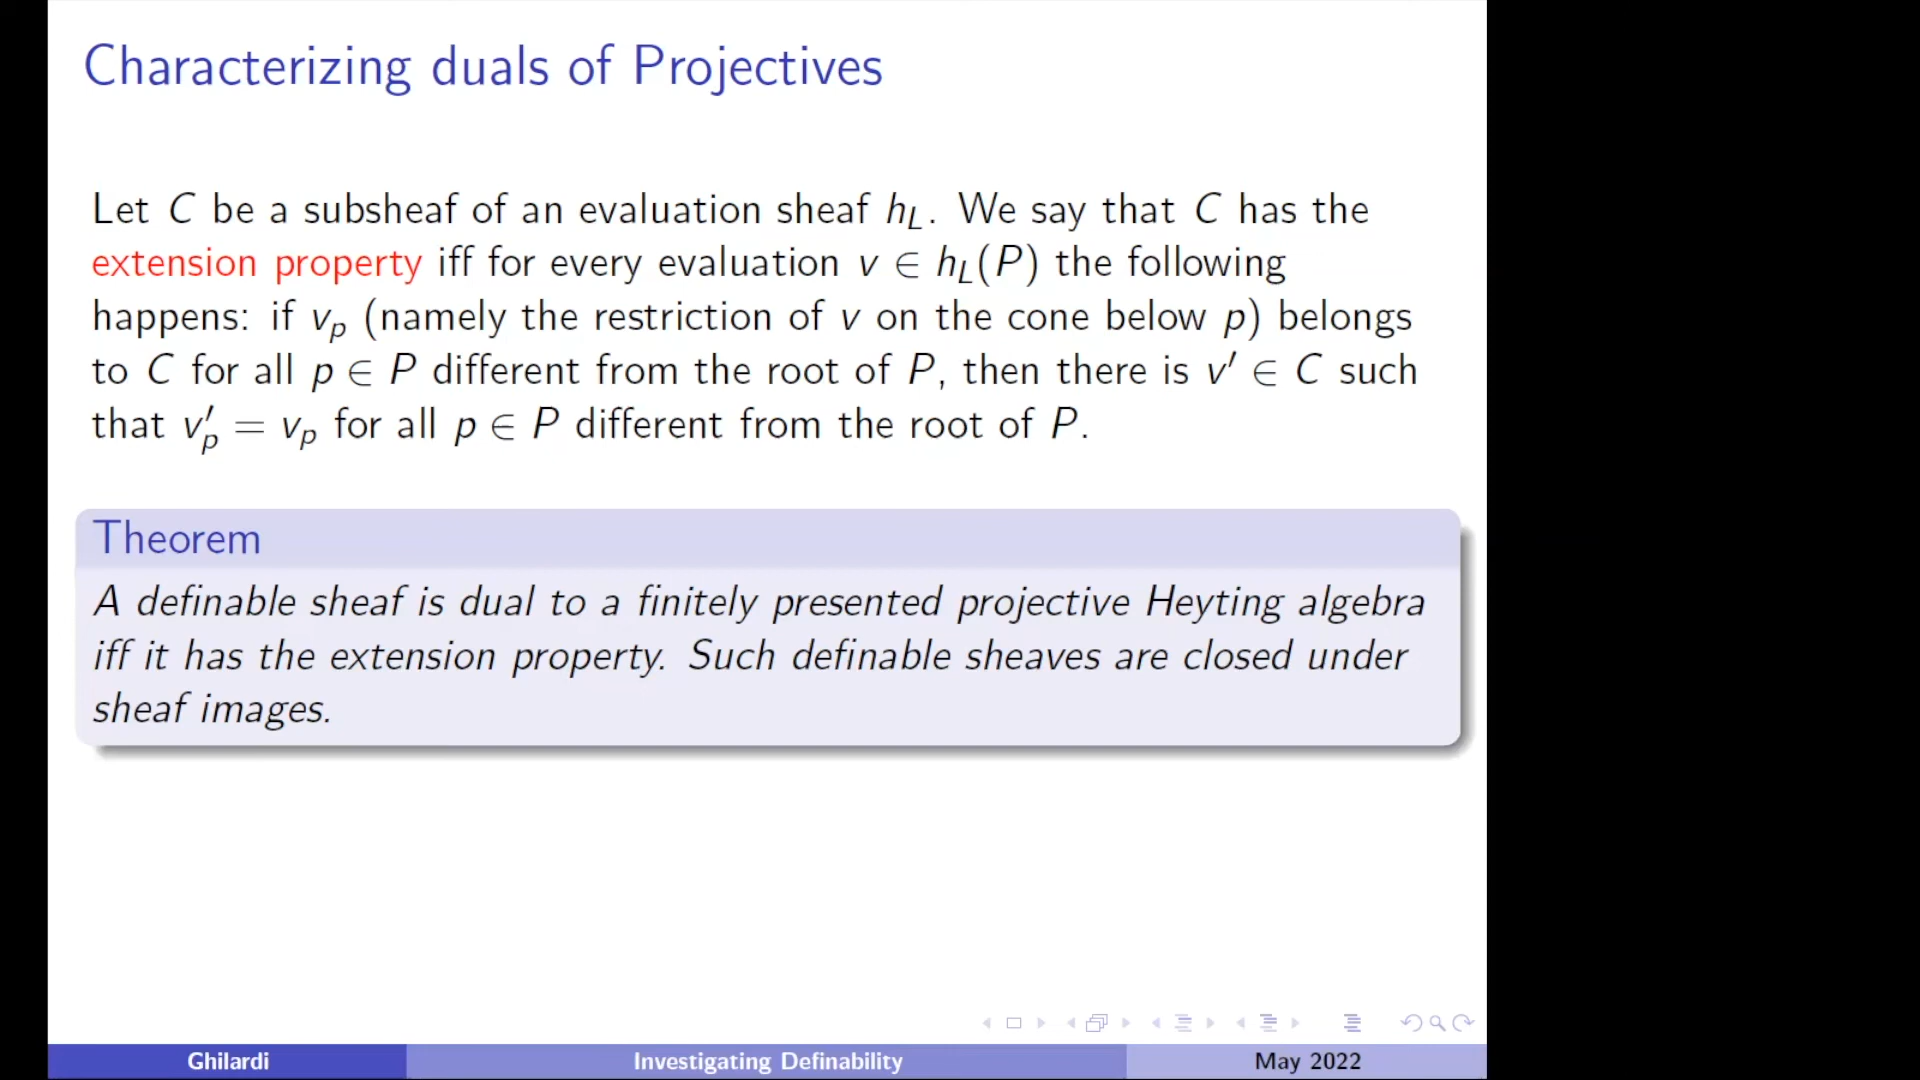 Characterizing duals of Projectives
Let C be a subsheaf of an evaluation sheaf h_L. We say that C has the
extension property iff for every evaluation v ∈ h_L(P) the following
happens: if v_p (namely the restriction of v on the cone below p) belongs
to C for all p ∈ P different from the root of P, then there is v′ ∈ C such
that v′_p = v_p for all p ∈ P different from the root of P.
Theorem
A definable sheaf is dual to a finitely presented projective Heyting algebra
iff it has the extension property. Such definable sheaves are closed under
sheaf images.
Ghilardi
Investigating Definability
May 2022